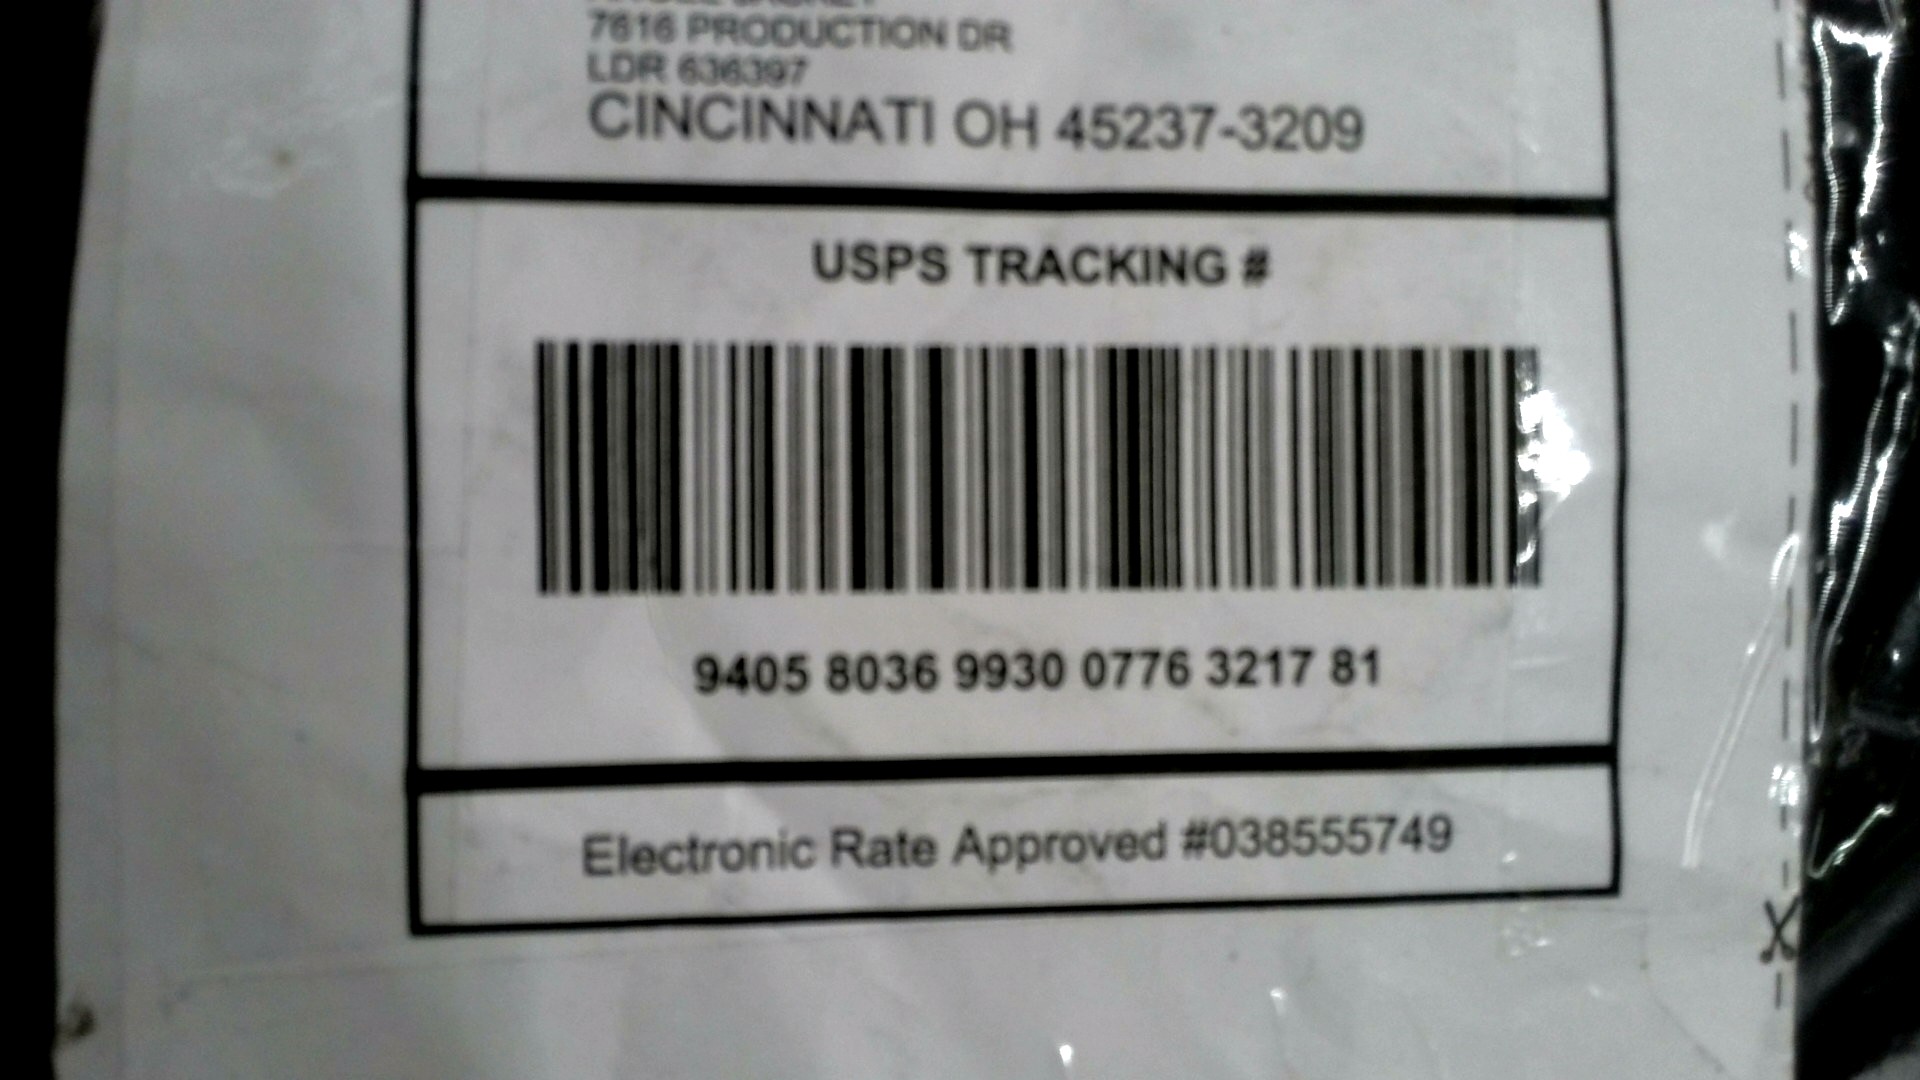 7616 PRODUCTION DR
LDR 636397
CINCINNATI OH 45237-3209
USPS TRACKING #
9405 8036 9930 0776 3217 81
Electronic Rate Approved #038555749